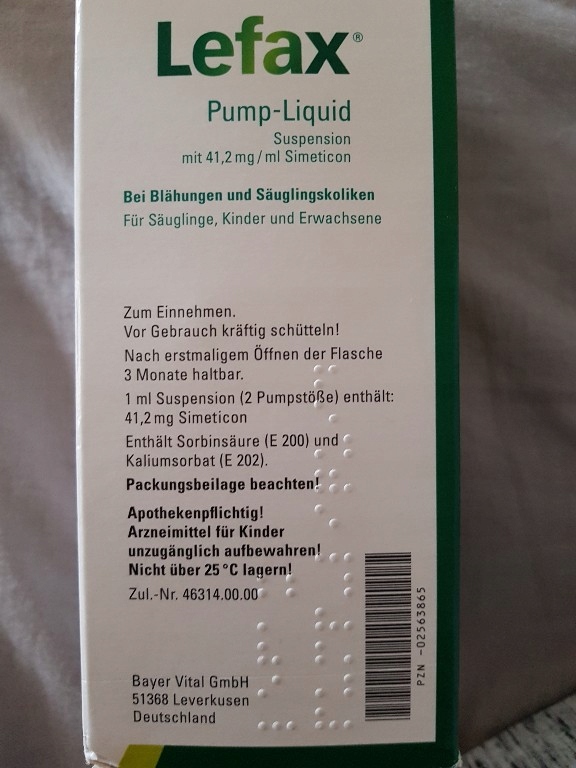 Lefax®
Pump-Liquid
Suspension
mit 41,2 mg/ml Simeticon
Bei Blähungen und Säuglingskoliken
Für Säuglinge, Kinder und Erwachsene
Zum Einnehmen.
Vor Gebrauch kräftig schütteln!
Nach erstmaligem Öffnen der Flasche
3 Monate haltbar.
1 ml Suspension (2 Pumpstöße) enthält:
41,2 mg Simeticon
Enthält Sorbinsäure (E 200) und
Kaliumsorbat (E 202).
Packungsbeilage beachten!
Apothekenpflichtig!
Arzneimittel für Kinder
unzugänglich aufbewahren!
Nicht über 25 °C lagern!
Zul.-Nr. 46314.00.00
Bayer Vital GmbH
51368 Leverkusen
Deutschland
PZN -02563865